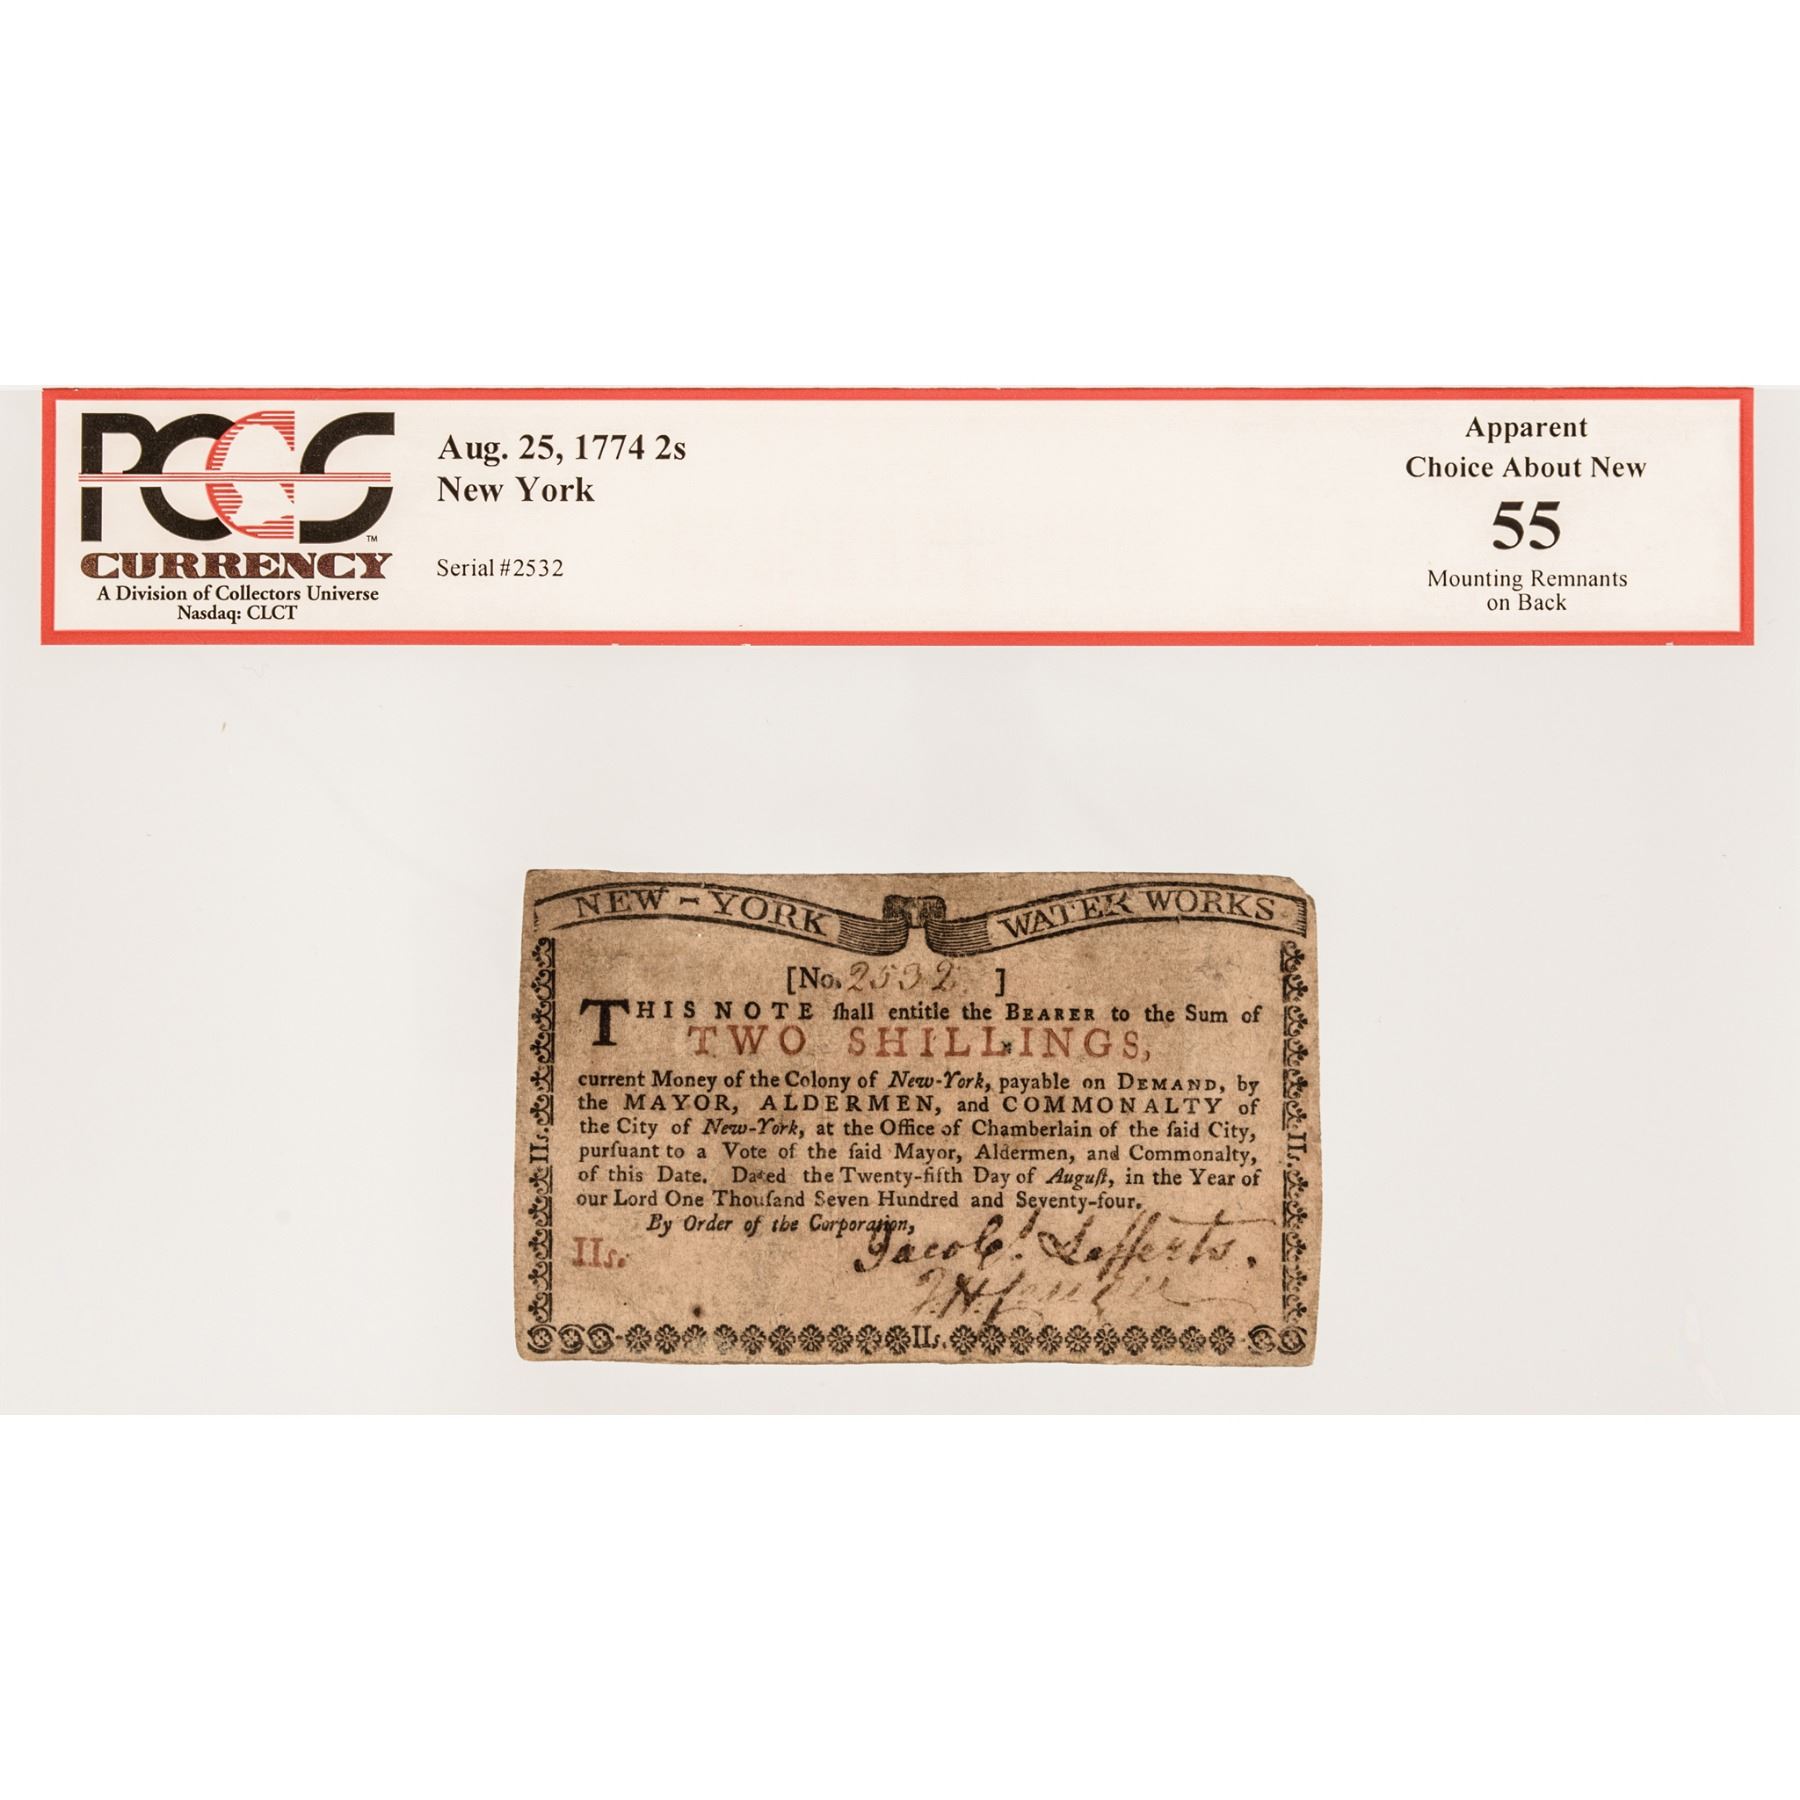 PCGS ™
CURRENCY
A Division of Collectors Universe
Nasdaq: CLCT
Aug. 25, 1774 2s
New York
Serial #2532
Apparent
Choice About New
55
Mounting Remnants
on Back
NEW-YORK WATER WORKS
[No. 2532 ]
THIS NOTE ſhall entitle the BEARER to the Sum of
TWO SHILLINGS,
current Money of the Colony of New-York, payable on DEMAND, by
the MAYOR, ALDERMEN, and COMMONALTY of
the City of New-York, at the Office of Chamberlain of the ſaid City,
purſuant to a Vote of the ſaid Mayor, Aldermen, and Commonalty,
of this Date. Dated the Twenty-fifth Day of Auguſt, in the Year of
our Lord One Thouſand Seven Hundred and Seventy-four.
By Order of the Corporation,
IIs.
Jacobs. Lefferts.
IIs.
IIs.
IIs.